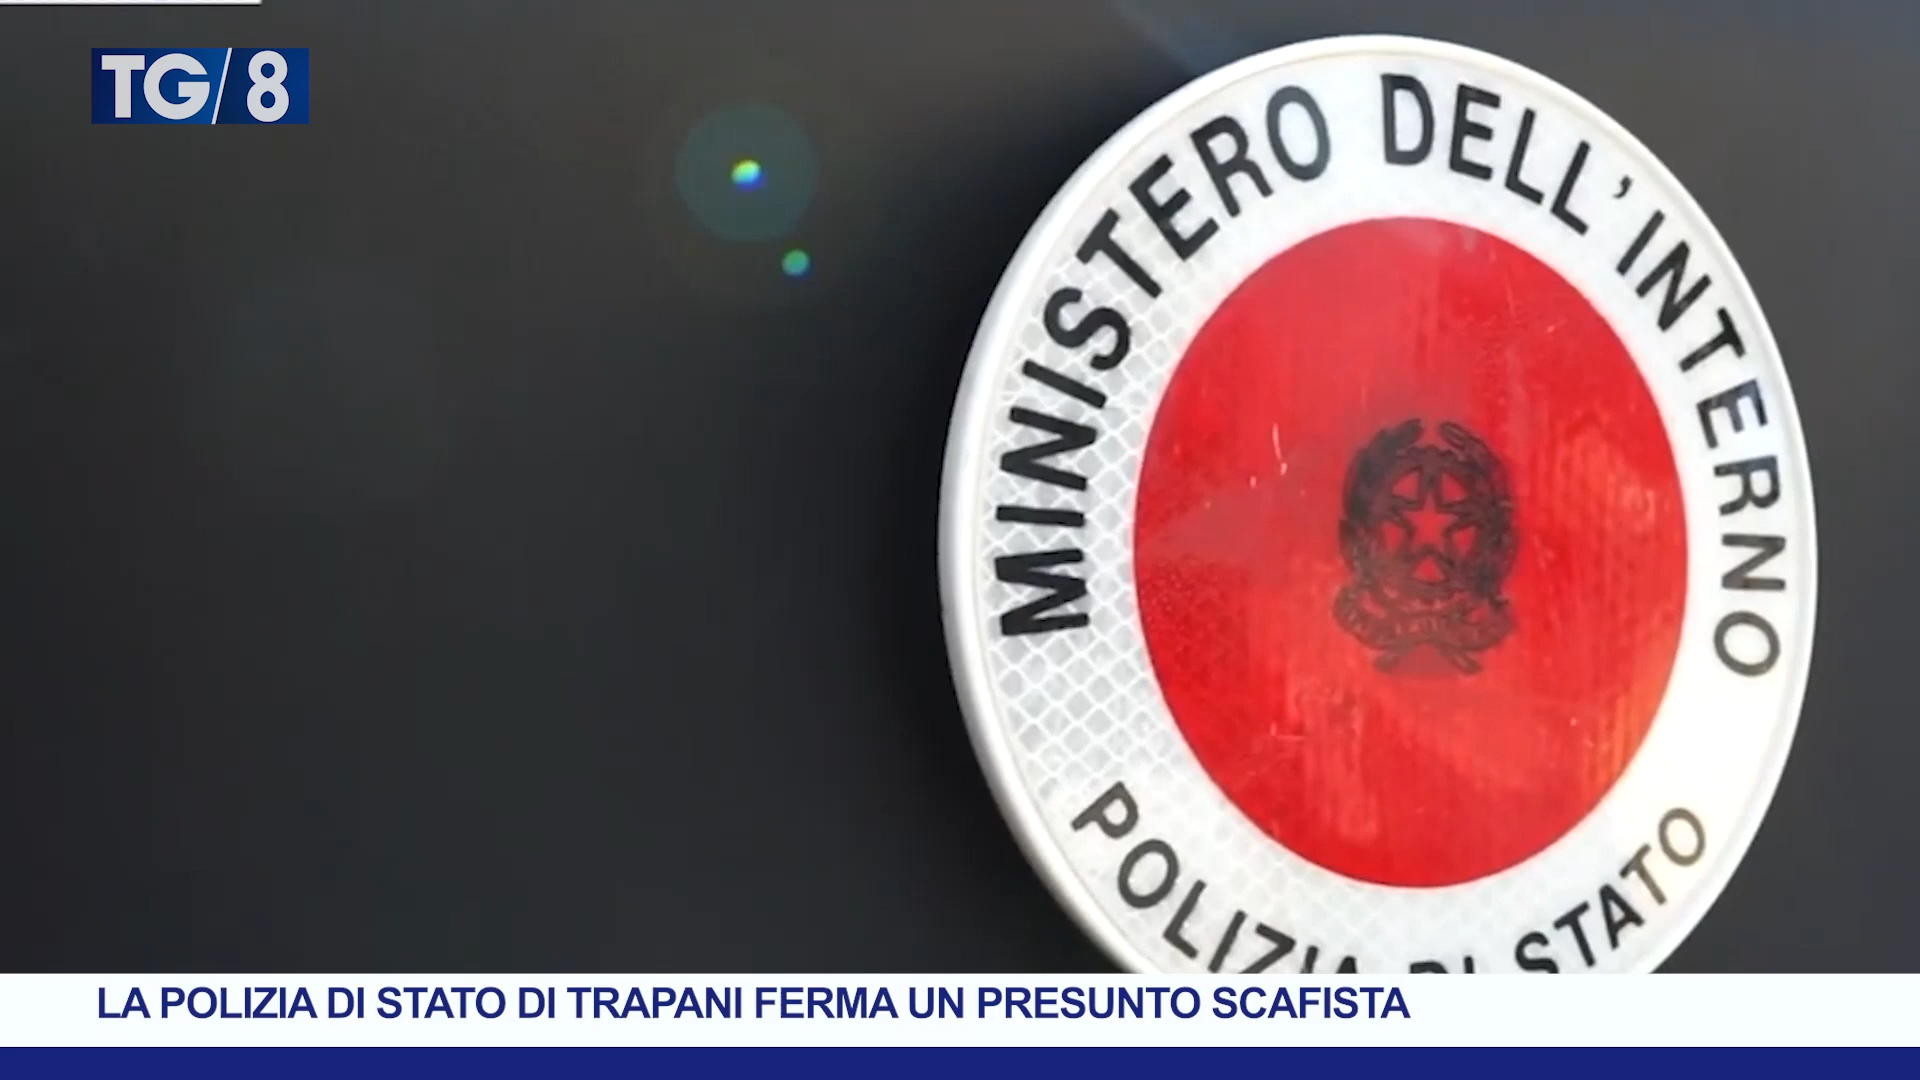 TG/8
MINISTERO DELL'INTERNO
POLIZIA DI STATO
LA POLIZIA DI STATO DI TRAPANI FERMA UN PRESUNTO SCAFISTA